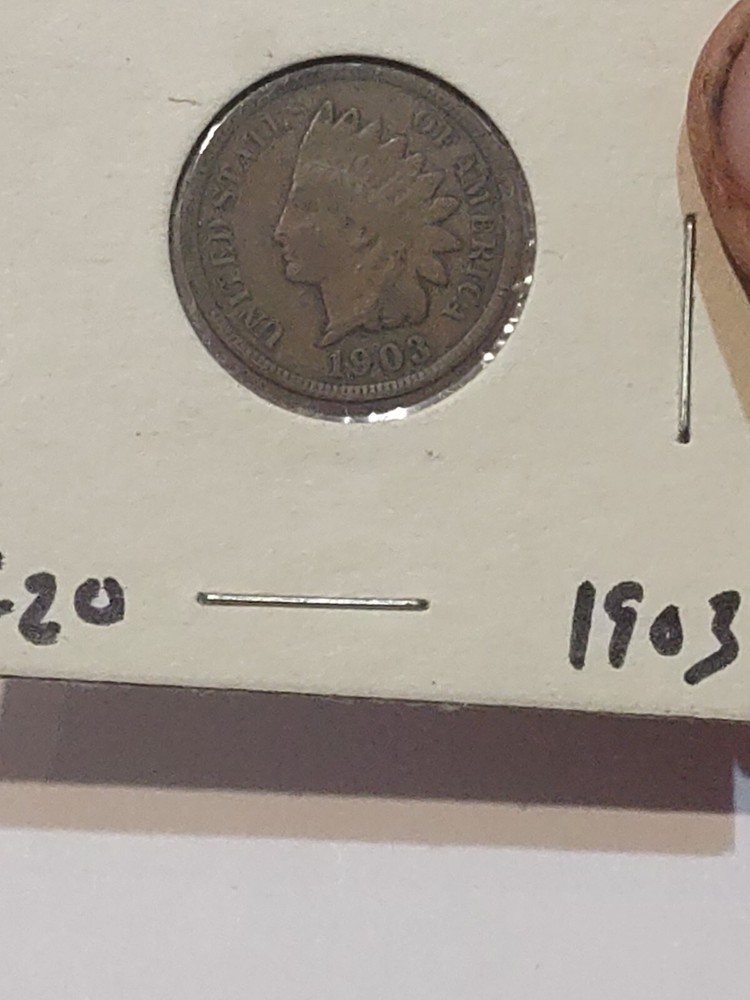 UNITED STATES OF AMERICA
1903
20 1903